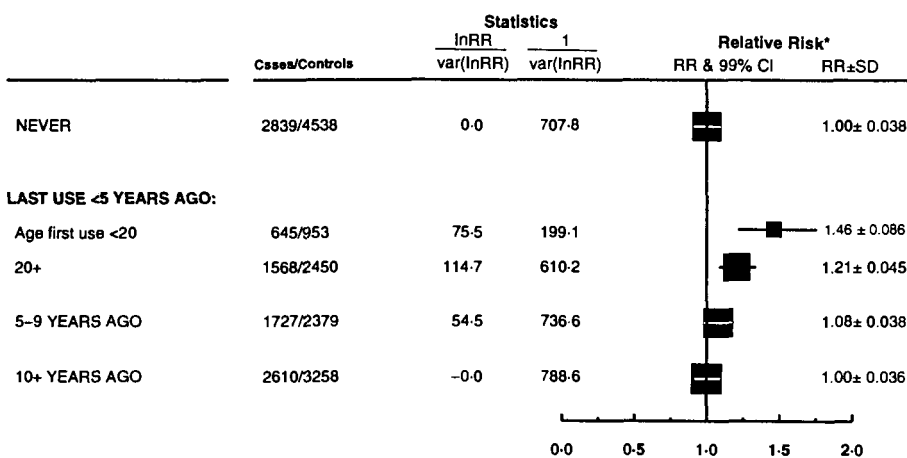 Statistics
lnRR 1 Relative Risk*
Csses/Controls var(lnRR) var(lnRR) RR & 99% CI RR±SD
NEVER 2839/4538 0·0 707·8 1.00± 0.038
LAST USE <5 YEARS AGO:
Age first use <20 645/953 75·5 199·1 1.46 ± 0.086
20+ 1568/2450 114·7 610·2 1.21± 0.045
5–9 YEARS AGO 1727/2379 54·5 736·6 1.08± 0.038
10+ YEARS AGO 2610/3258 –0·0 788·6 1.00± 0.036
0·0 0·5 1·0 1·5 2·0